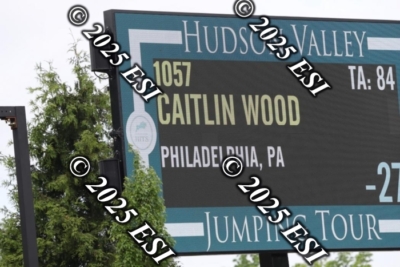 HUDSON VALLEY
1057
TA: 84
CAITLIN WOOD
PHILADELPHIA, PA
-27
JUMPING TOUR
© 2025 ESI
© 2025 ESI
© 2025 ESI
© 2025 ESI